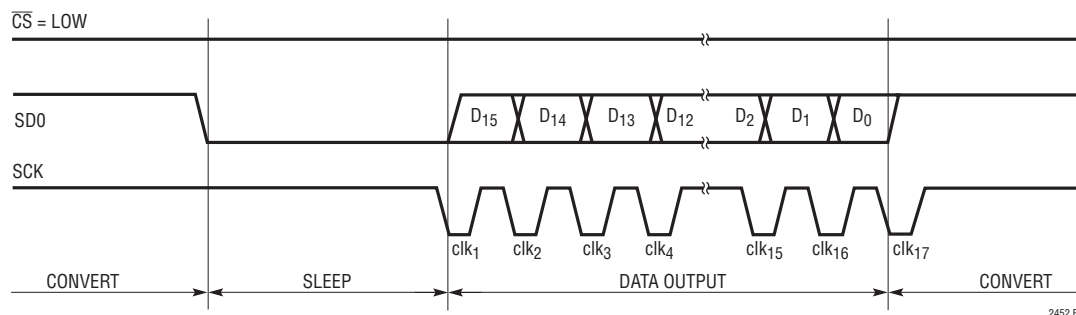 CS = LOW
SD0
D15 D14 D13 D12 D2 D1 D0
SCK
clk1 clk2 clk3 clk4 clk15 clk16 clk17
CONVERT SLEEP DATA OUTPUT CONVERT
2452 F